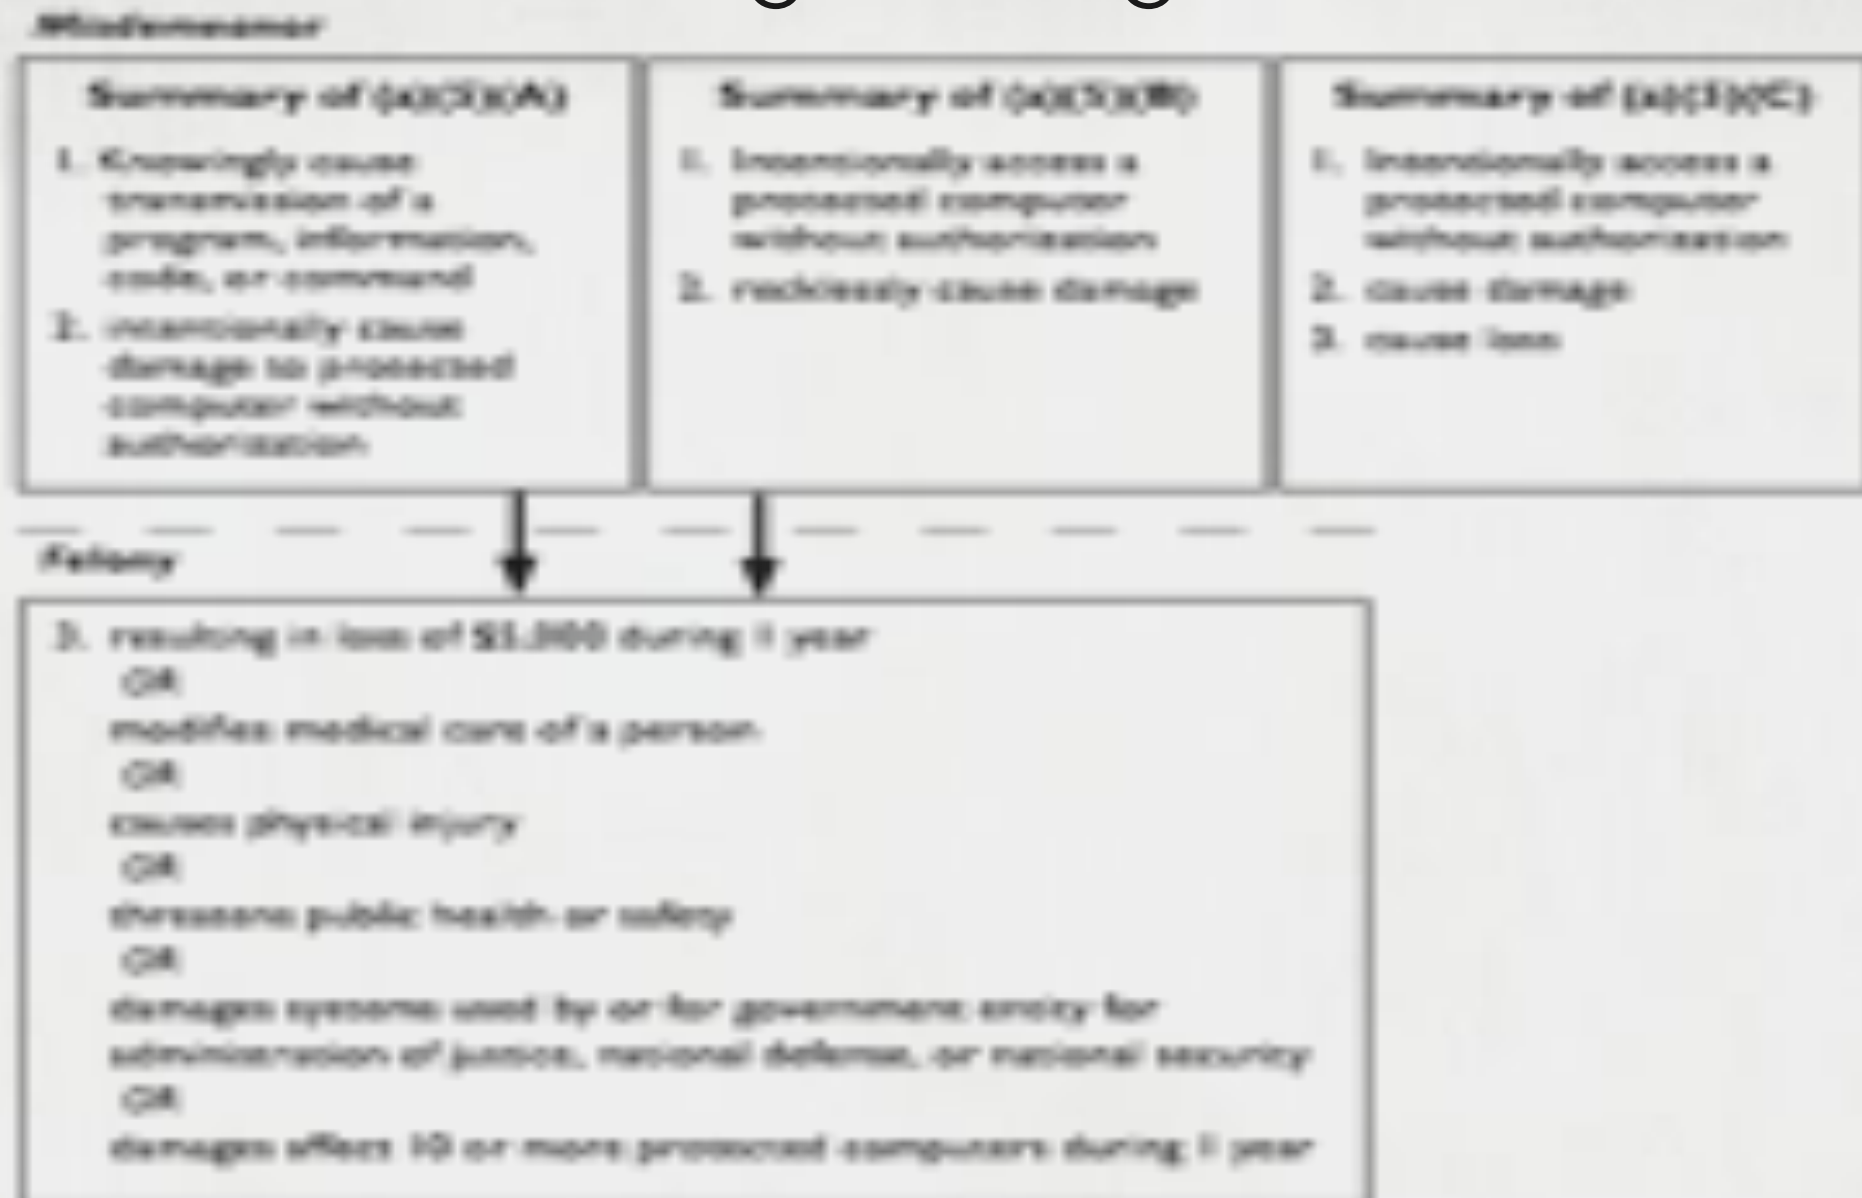 Misdemeanor
Summary of (a)(5)(A)
1. Knowingly cause
transmission of a
program, information,
code, or command
2. intentionally cause
damage to protected
computer without
authorization
Summary of (a)(5)(B)
1. Intentionally access a
protected computer
without authorization
2. recklessly cause damage
Summary of (a)(5)(C)
1. Intentionally access a
protected computer
without authorization
2. cause damage
3. cause loss
Felony
3. resulting in loss of $5,000 during 1 year
OR
modifies medical care of a person
OR
causes physical injury
OR
threatens public health or safety
OR
damages systems used by or for government entity for
administration of justice, national defense, or national security
OR
damages affect 10 or more protected computers during 1 year